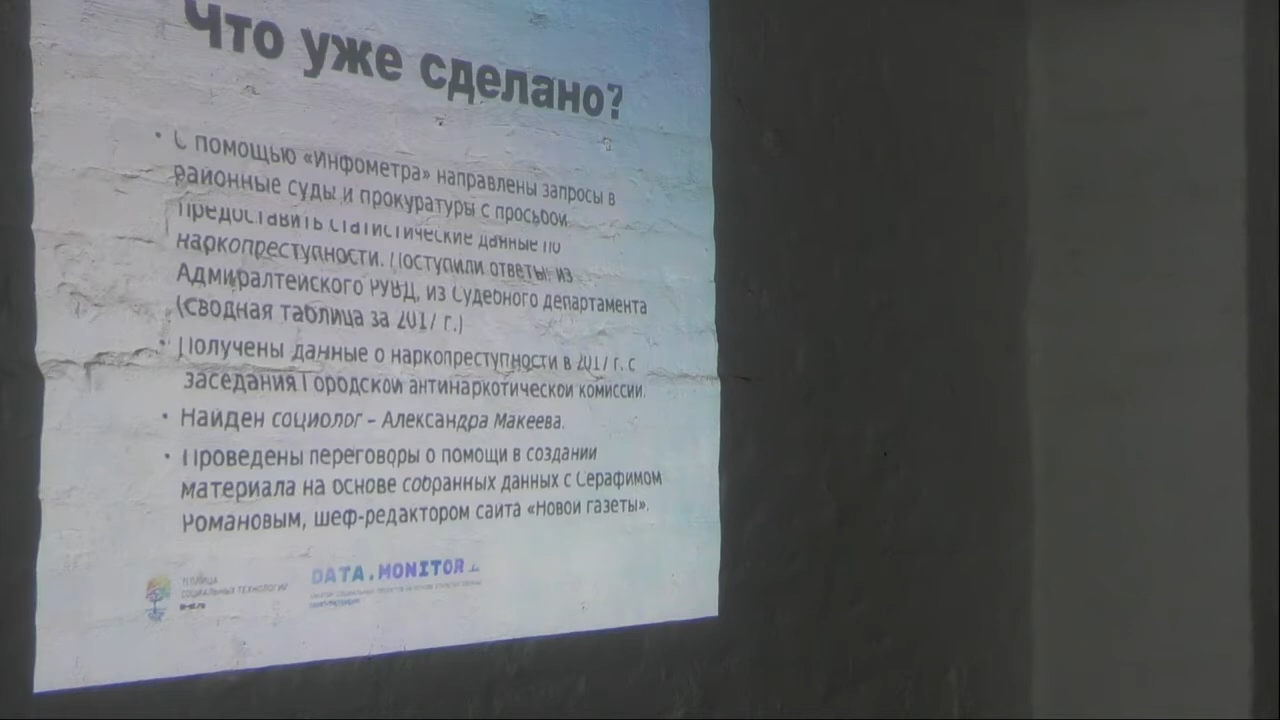 Что уже сделано?
• С помощью «Инфометра» направлены запросы в
районные суды и прокуратуры с просьбой
предоставить статистические данные по
наркопреступности. Поступили ответы: из
Адмиралтейского РУВД, из Судебного департамента
(сводная таблица за 2017 г.)
• Получены данные о наркопреступности в 2017 г. с
заседания Городской антинаркотической комиссии.
• Найден социолог – Александра Макеева.
• Проведены переговоры о помощи в создании
материала на основе собранных данных с Серафимом
Романовым, шеф-редактором сайта «Новой газеты».
ТЕПЛИЦА
СОЦИАЛЬНЫХ ТЕХНОЛОГИЙ
DATA.MONITOR